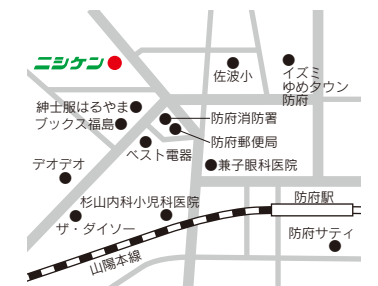 ニシケン
佐波小
イズミ
ゆめタウン
防府
紳士服はるやま
ブックス福島
防府消防署
防府郵便局
ベスト電器
兼子眼科医院
デオデオ
杉山内科小児科医院
防府駅
ザ・ダイソー
防府サティ
山陽本線